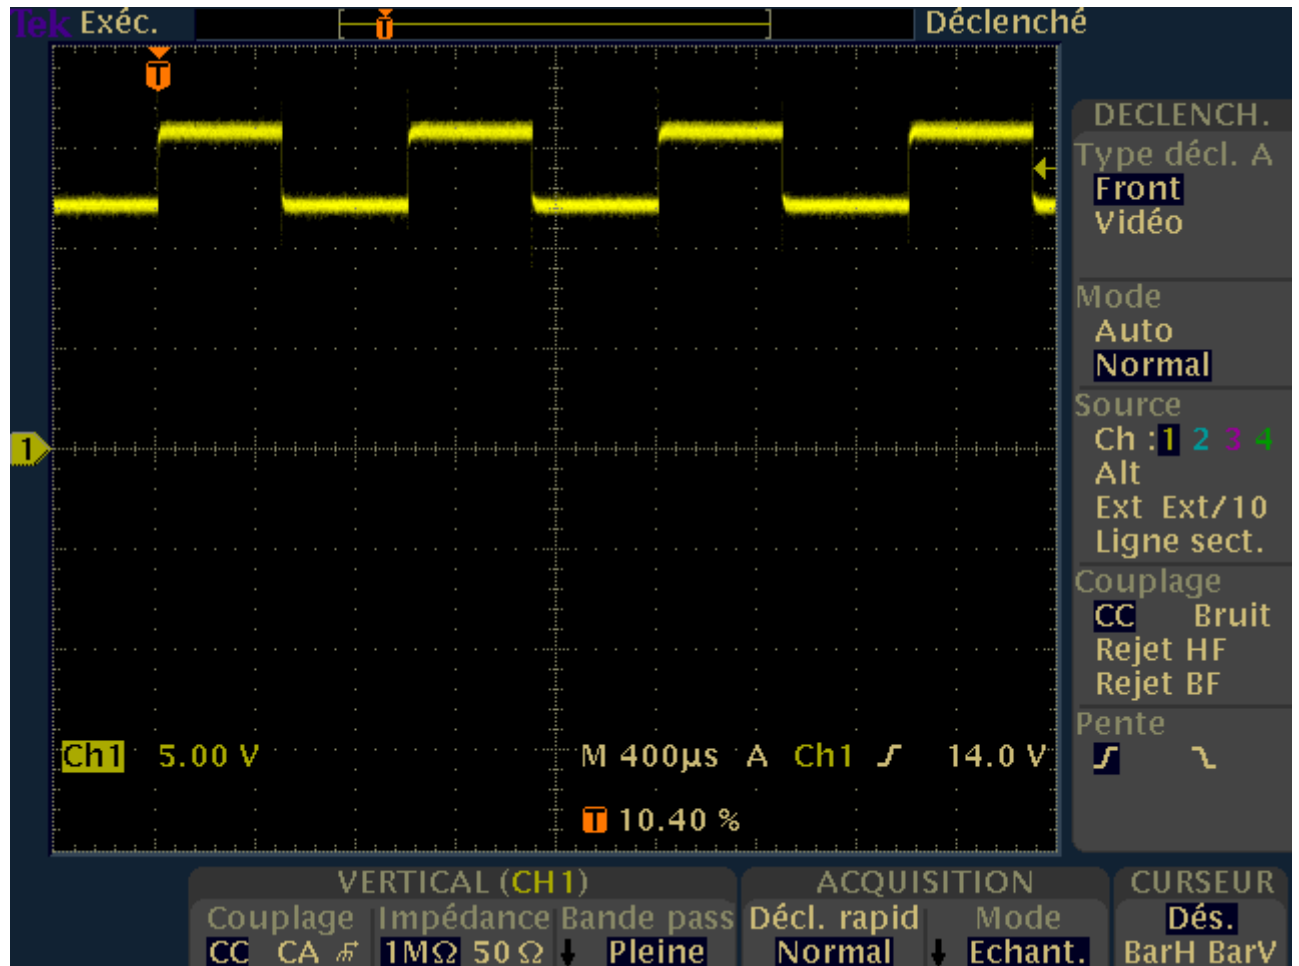 Tek Exéc. Déclenché
T
T
DECLENCH.
Type décl. A
Front
Vidéo
Mode
Auto
Normal
Source
Ch :1 2 3 4
Alt
Ext Ext/10
Ligne sect.
Couplage
CC Bruit
Rejet HF
Rejet BF
Pente
1
Ch1 5.00 V M 400µs A Ch1 14.0 V
T 10.40 %
VERTICAL (CH1) ACQUISITION CURSEUR
Couplage Impédance Bande pass Décl. rapid Mode Dés.
CC CA 1MΩ 50 Ω Pleine Normal Echant. BarH BarV